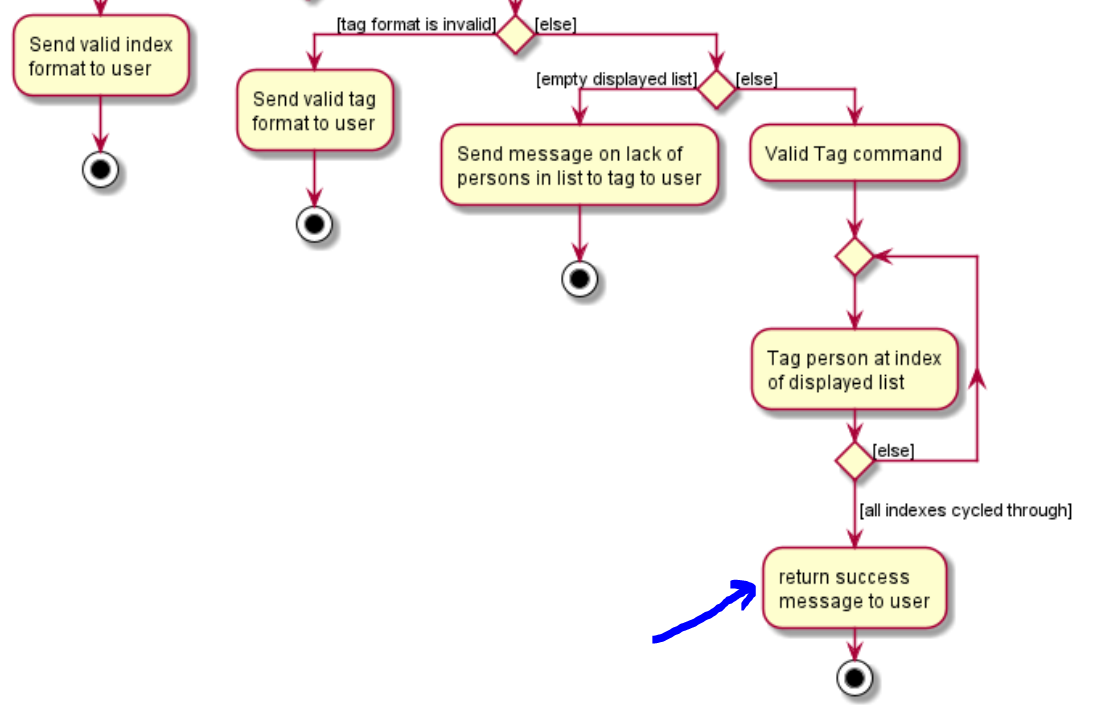 [tag format is invalid]
[else]
Send valid index
format to user
[empty displayed list]
[else]
Send valid tag
format to user
Send message on lack of
persons in list to tag to user
Valid Tag command
Tag person at index
of displayed list
[else]
[all indexes cycled through]
return success
message to user